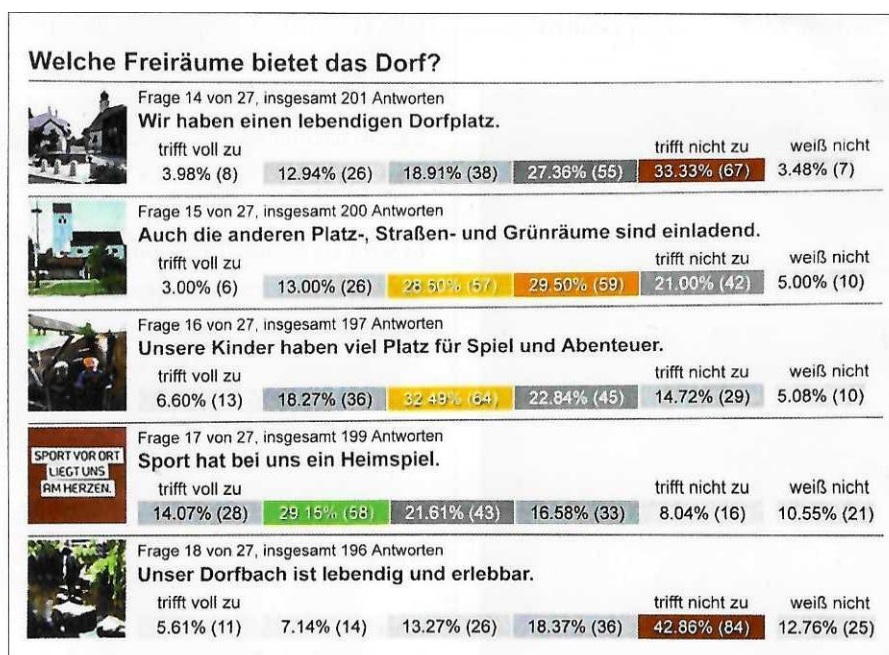 Welche Freiräume bietet das Dorf?
Frage 14 von 27, insgesamt 201 Antworten
Wir haben einen lebendigen Dorfplatz.
trifft voll zu trifft nicht zu weiß nicht
3.98% (8) 12.94% (26) 18.91% (38) 27.36% (55) 33.33% (67) 3.48% (7)
Frage 15 von 27, insgesamt 200 Antworten
Auch die anderen Platz-, Straßen- und Grünräume sind einladend.
trifft voll zu trifft nicht zu weiß nicht
3.00% (6) 13.00% (26) 28.50% (57) 29.50% (59) 21.00% (42) 5.00% (10)
Frage 16 von 27, insgesamt 197 Antworten
Unsere Kinder haben viel Platz für Spiel und Abenteuer.
trifft voll zu trifft nicht zu weiß nicht
6.60% (13) 18.27% (36) 32.49% (64) 22.84% (45) 14.72% (29) 5.08% (10)
SPORT VOR ORT
LIEGT UNS
AM HERZEN.
Frage 17 von 27, insgesamt 199 Antworten
Sport hat bei uns ein Heimspiel.
trifft voll zu trifft nicht zu weiß nicht
14.07% (28) 29.15% (58) 21.61% (43) 16.58% (33) 8.04% (16) 10.55% (21)
Frage 18 von 27, insgesamt 196 Antworten
Unser Dorfbach ist lebendig und erlebbar.
trifft voll zu trifft nicht zu weiß nicht
5.61% (11) 7.14% (14) 13.27% (26) 18.37% (36) 42.86% (84) 12.76% (25)